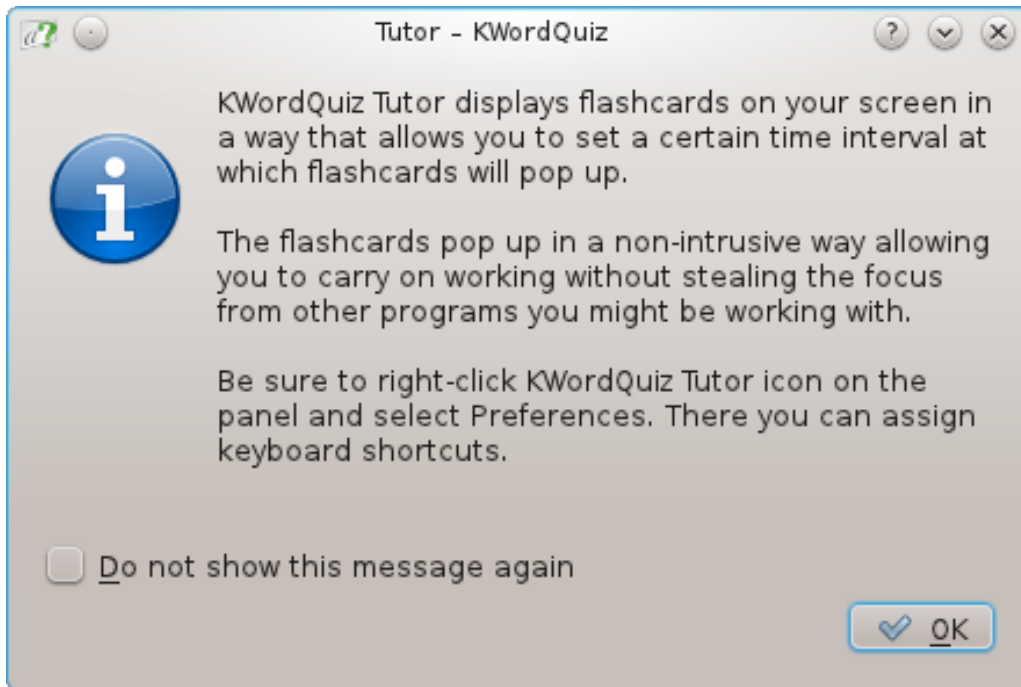 Tutor – KWordQuiz
KWordQuiz Tutor displays flashcards on your screen in
a way that allows you to set a certain time interval at
which flashcards will pop up.
The flashcards pop up in a non-intrusive way allowing
you to carry on working without stealing the focus
from other programs you might be working with.
Be sure to right-click KWordQuiz Tutor icon on the
panel and select Preferences. There you can assign
keyboard shortcuts.
Do not show this message again
OK